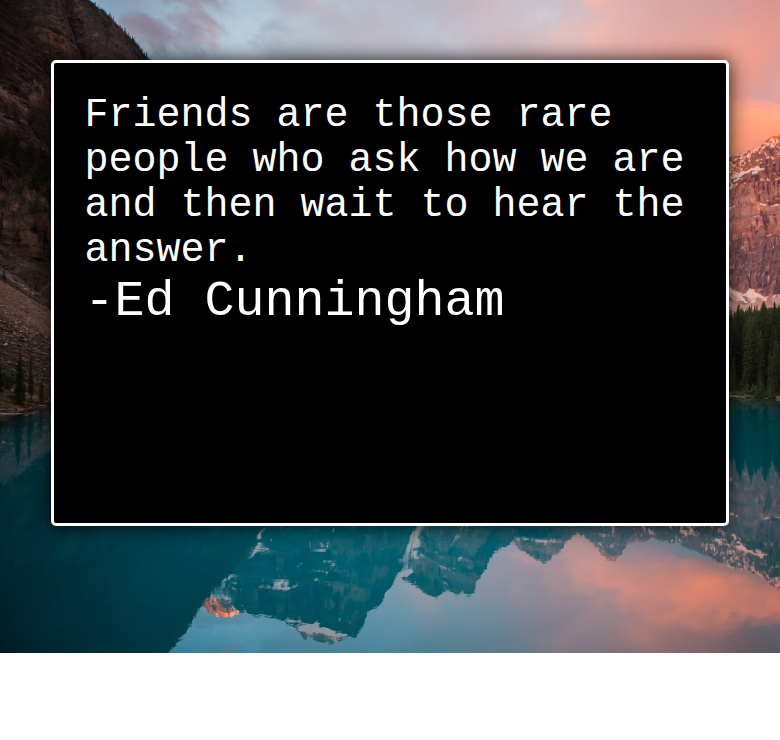 Friends are those rare
people who ask how we are
and then wait to hear the
answer.
-Ed Cunningham